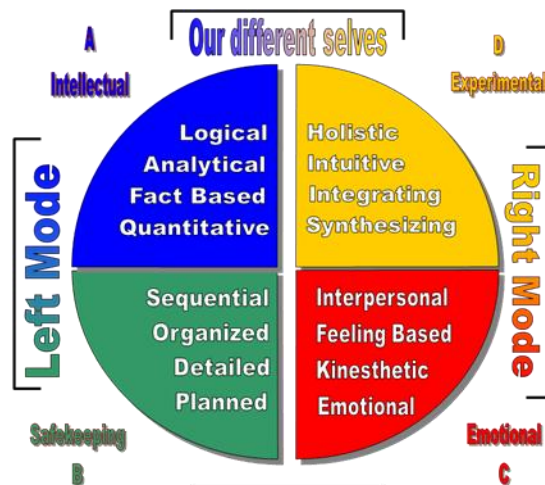 Our different selves
A
Intellectual
D
Experimental
Left Mode
Logical
Analytical
Fact Based
Quantitative
Holistic
Intuitive
Integrating
Synthesizing
Right Mode
Sequential
Organized
Detailed
Planned
Interpersonal
Feeling Based
Kinesthetic
Emotional
Safekeeping
B
Emotional
C